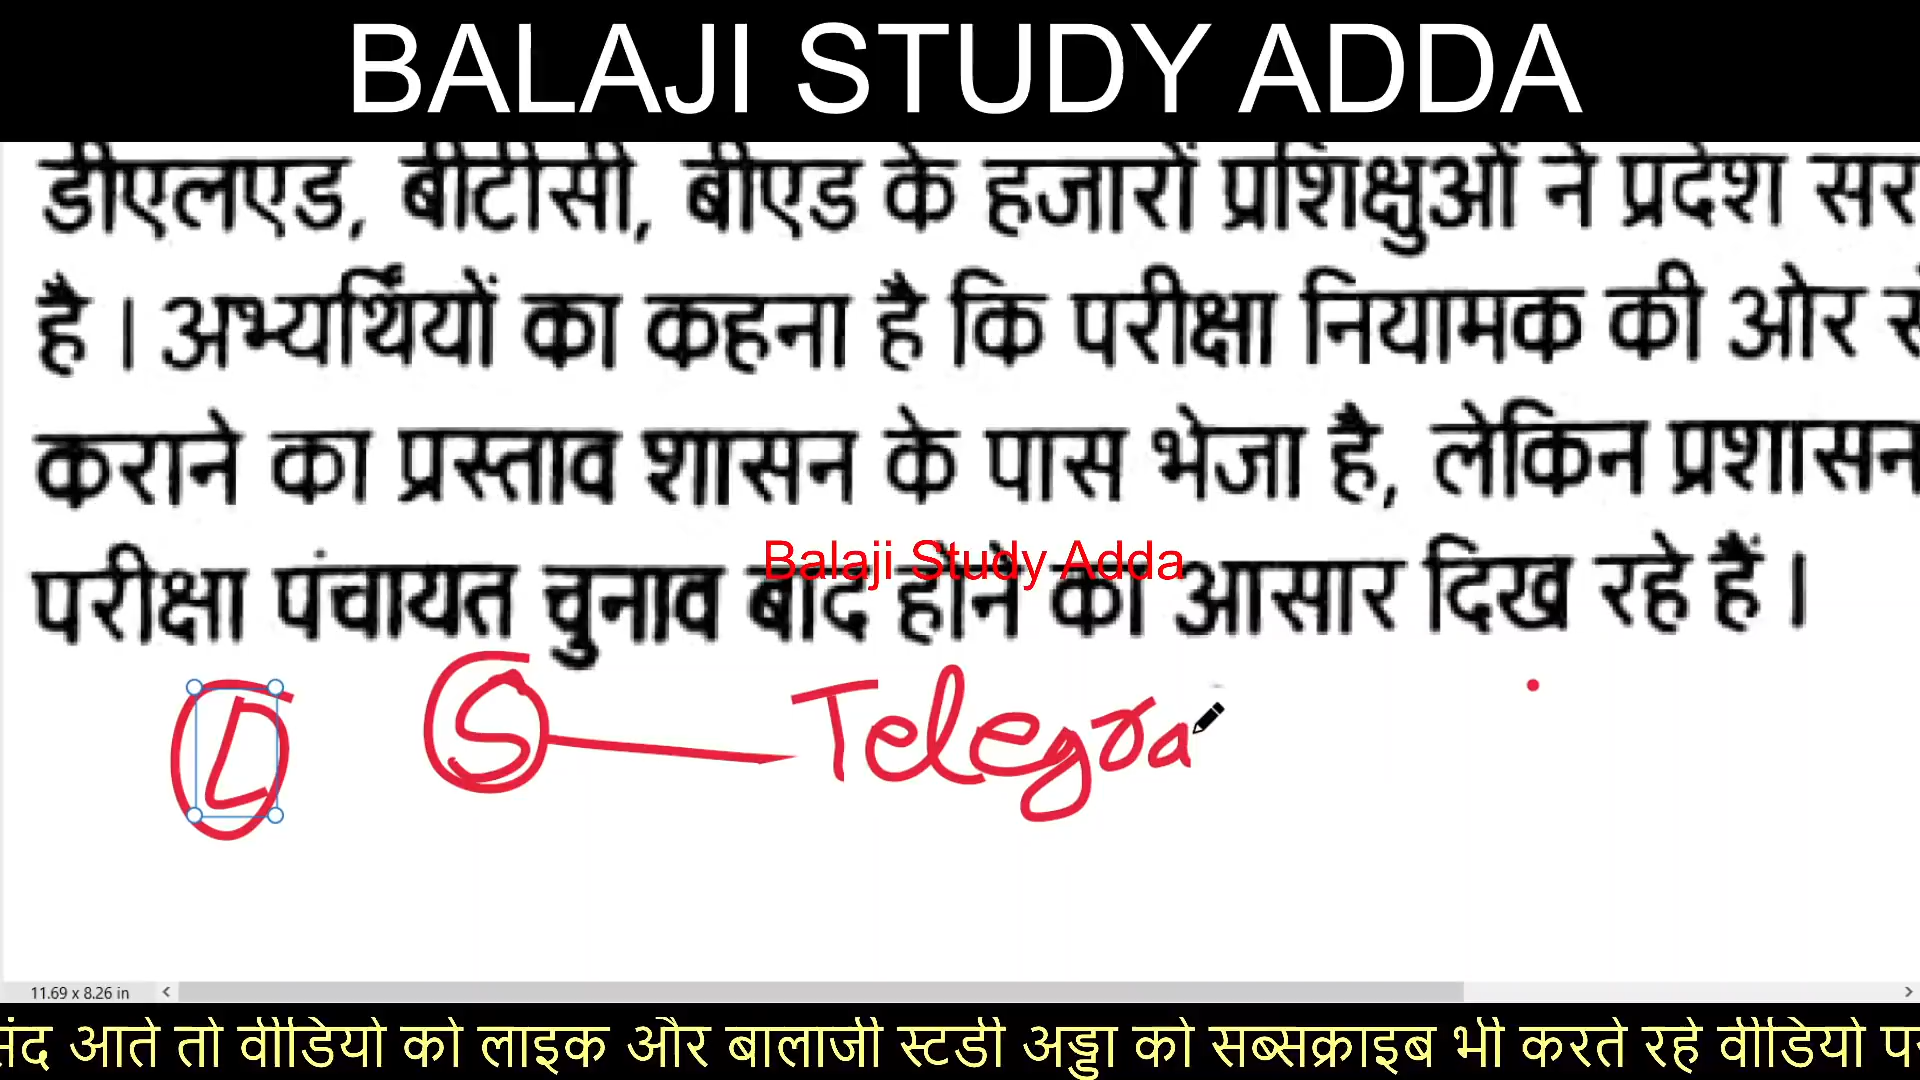 BALAJI STUDY ADDA
डीएलएड, बीटीसी, बीएड के हजारों प्रशिक्षुओं ने प्रदेश सर
है। अभ्यर्थियों का कहना है कि परीक्षा नियामक की ओर से
कराने का प्रस्ताव शासन के पास भेजा है, लेकिन प्रशासन
Balaji Study Adda
परीक्षा पंचायत चुनाव बाद होने का आसार दिख रहे हैं।
D S Telegra
11.69 x 8.26 in
आते तो वीडियो को लाइक और बालाजी स्टडी अड्डा को सब्सक्राइब भी करते रहे वीडियो